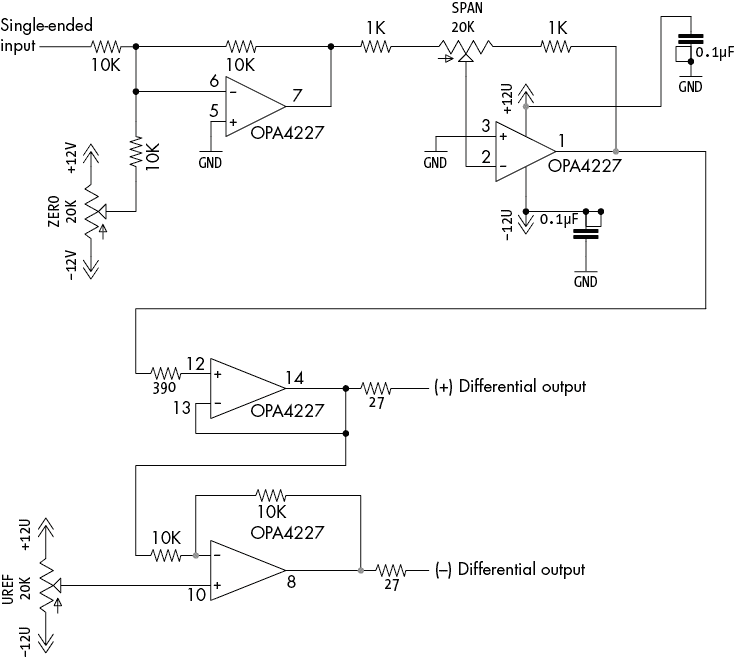 Single-ended
input
10K
10K
1K
SPAN
20K
1K
0.1µF
GND
6
5
7
OPA4227
GND
10K
+12V
ZERO
20K
−12V
+12U
3
2
1
OPA4227
GND
−12U
0.1µF
GND
390
12
13
14
OPA4227
27
(+) Differential output
10K
10K
OPA4227
10
8
27
(−) Differential output
+12U
UREF
20K
−12U